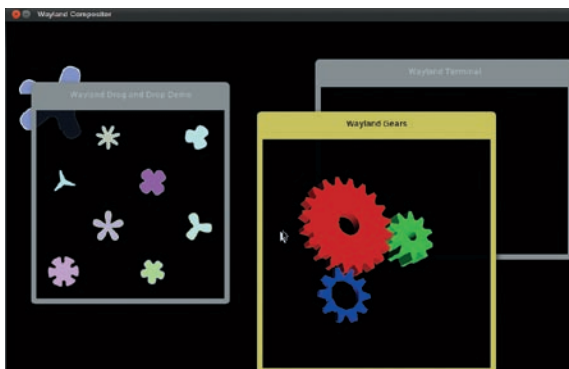 Wayland Compositor
Wayland Terminal
Wayland Drag and Drop Demo
Wayland Gears